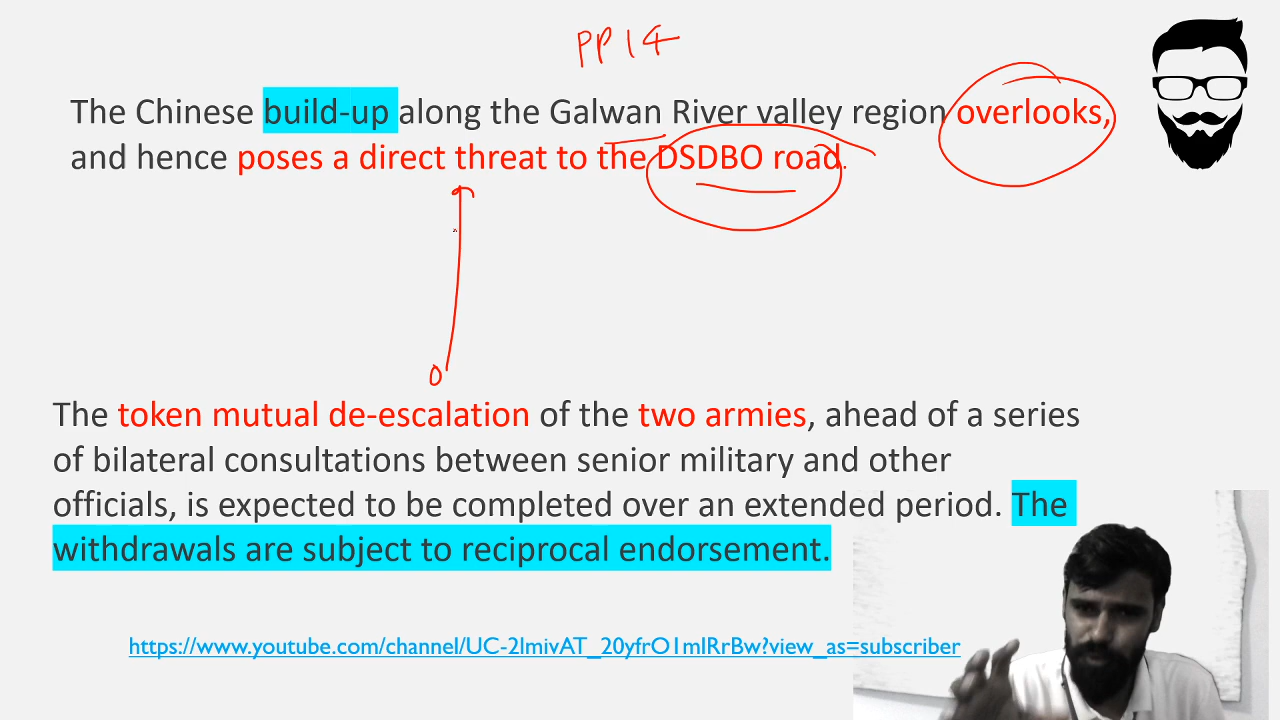 PP14
The Chinese build-up along the Galwan River valley region overlooks,
and hence poses a direct threat to the DSDBO road.
The token mutual de-escalation of the two armies, ahead of a series
of bilateral consultations between senior military and other
officials, is expected to be completed over an extended period. The
withdrawals are subject to reciprocal endorsement.
https://www.youtube.com/channel/UC-2lmivAT_20yfrO1mIRrBw?view_as=subscriber